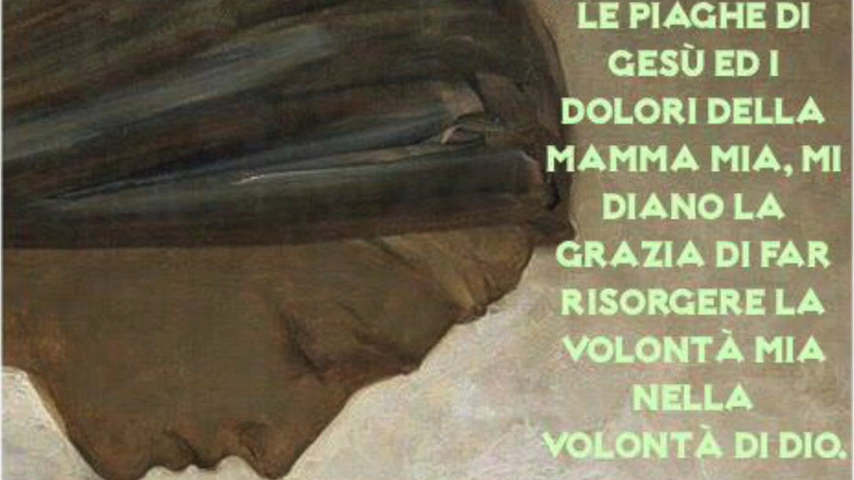 LE PIAGHE DI
GESÙ ED I
DOLORI DELLA
MAMMA MIA, MI
DIANO LA
GRAZIA DI FAR
RISORGERE LA
VOLONTÀ MIA
NELLA
VOLONTÀ DI DIO.